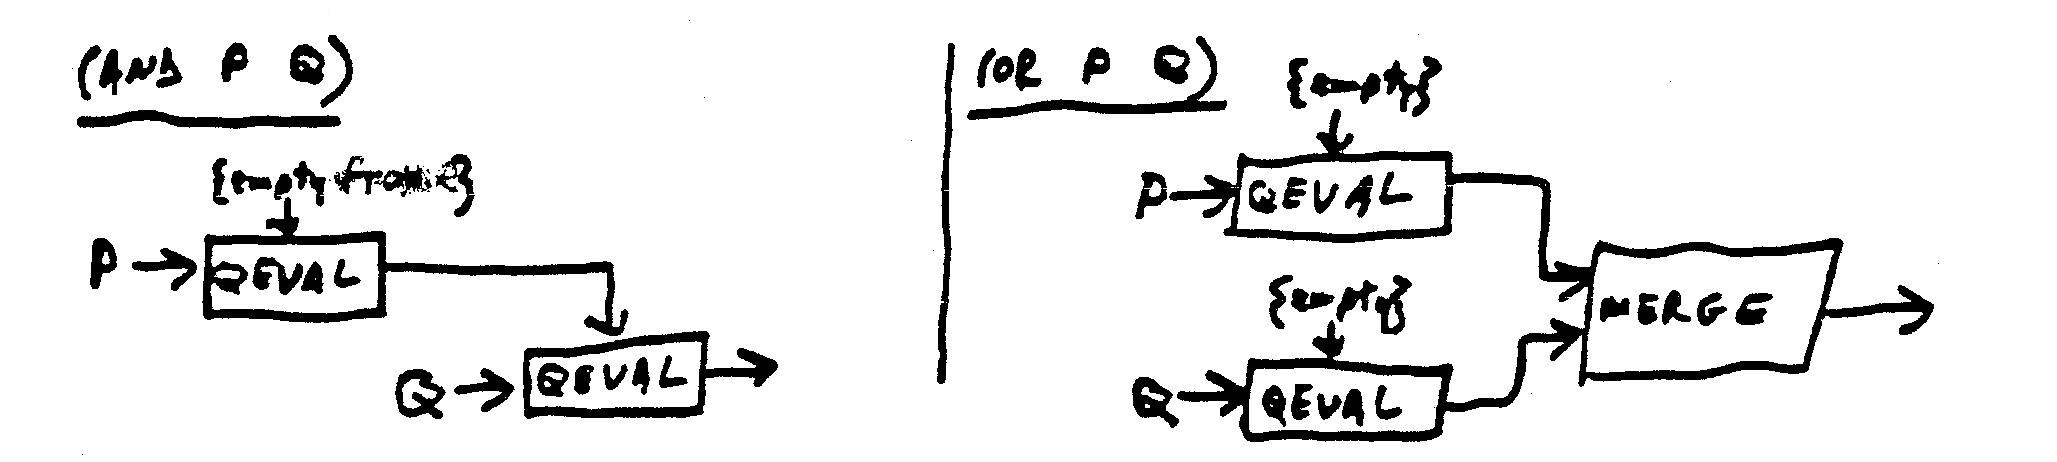 (AND P Q)
{empty frame}
P → QEVAL
Q → QEVAL →
(OR P Q)
{empty}
P → QEVAL
MERGE →
{empty}
Q → QEVAL